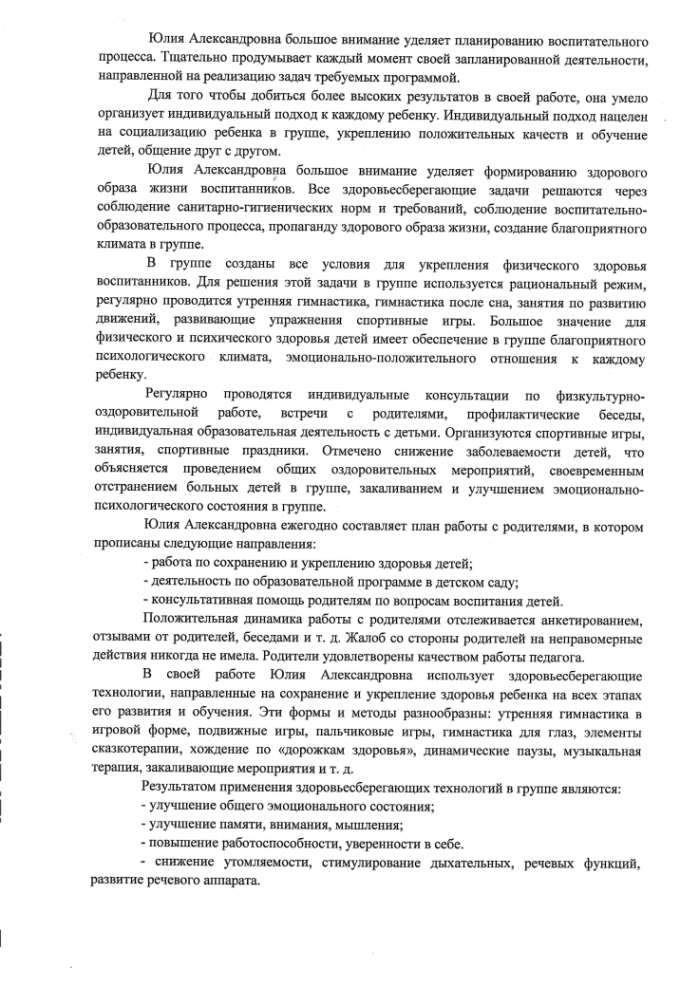 Юлия Александровна большое внимание уделяет планированию воспитательного
процесса. Тщательно продумывает каждый момент своей запланированной деятельности,
направленной на реализацию задач требуемых программой.
Для того чтобы добиться более высоких результатов в своей работе, она умело
организует индивидуальный подход к каждому ребенку. Индивидуальный подход нацелен
на социализацию ребенка в группе, укреплению положительных качеств и обучение
детей, общение друг с другом.
Юлия Александровна большое внимание уделяет формированию здорового
образа жизни воспитанников. Все здоровьесберегающие задачи решаются через
соблюдение санитарно-гигиенических норм и требований, соблюдение воспитательно-
образовательного процесса, пропаганду здорового образа жизни, создание благоприятного
климата в группе.
В группе созданы все условия для укрепления физического здоровья
воспитанников. Для решения этой задачи в группе используется рациональный режим,
регулярно проводится утренняя гимнастика, гимнастика после сна, занятия по развитию
движений, развивающие упражнения спортивные игры. Большое значение для
физического и психического здоровья детей имеет обеспечение в группе благоприятного
психологического климата, эмоционально-положительного отношения к каждому
ребенку.
Регулярно проводятся индивидуальные консультации по физкультурно-
оздоровительной работе, встречи с родителями, профилактические беседы,
индивидуальная образовательная деятельность с детьми. Организуются спортивные игры,
занятия, спортивные праздники. Отмечено снижение заболеваемости детей, что
объясняется проведением общих оздоровительных мероприятий, своевременным
отстранением больных детей в группе, закаливанием и улучшением эмоционально-
психологического состояния в группе.
Юлия Александровна ежегодно составляет план работы с родителями, в котором
прописаны следующие направления:
- работа по сохранению и укреплению здоровья детей;
- деятельность по образовательной программе в детском саду;
- консультативная помощь родителям по вопросам воспитания детей.
Положительная динамика работы с родителями отслеживается анкетированием,
отзывами от родителей, беседами и т. д. Жалоб со стороны родителей на неправомерные
действия никогда не имела. Родители удовлетворены качеством работы педагога.
В своей работе Юлия Александровна использует здоровьесберегающие
технологии, направленные на сохранение и укрепление здоровья ребенка на всех этапах
его развития и обучения. Эти формы и методы разнообразны: утренняя гимнастика в
игровой форме, подвижные игры, пальчиковые игры, гимнастика для глаз, элементы
сказкотерапии, хождение по «дорожкам здоровья», динамические паузы, музыкальная
терапия, закаливающие мероприятия и т. д.
Результатом применения здоровьесберегающих технологий в группе являются:
- улучшение общего эмоционального состояния;
- улучшение памяти, внимания, мышления;
- повышение работоспособности, уверенности в себе.
- снижение утомляемости, стимулирование дыхательных, речевых функций,
развитие речевого аппарата.